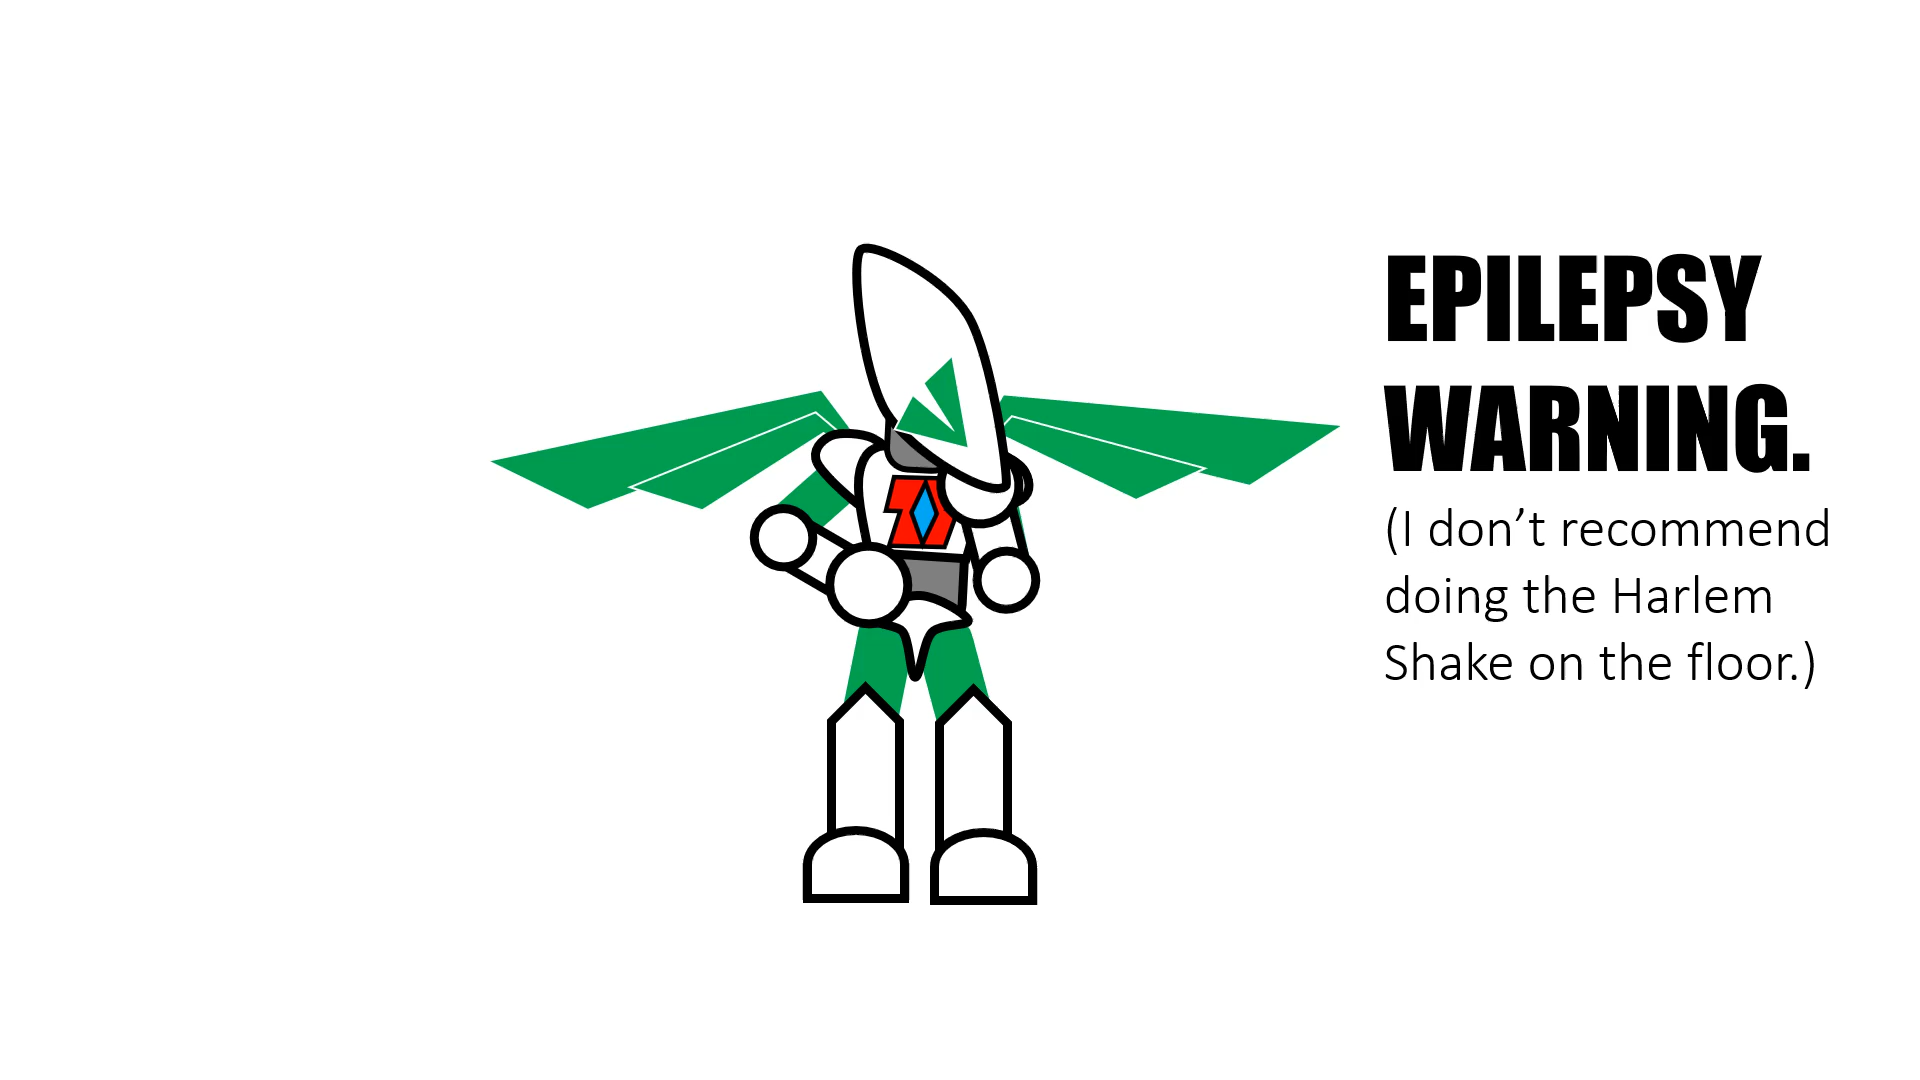 EPILEPSY
WARNING.
(I don’t recommend
doing the Harlem
Shake on the floor.)